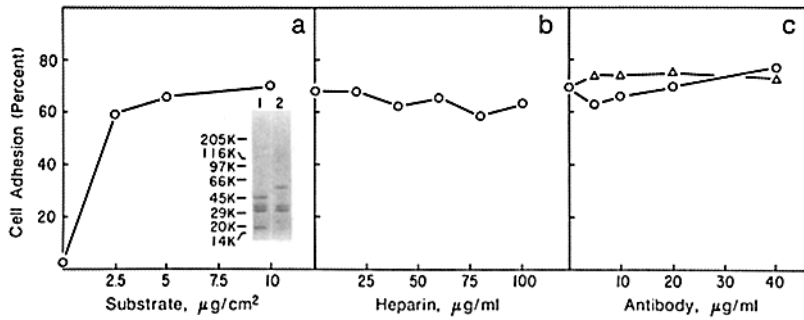 a
b
c
Cell Adhesion (Percent)
80
60
40
20
1 2
205K
116K
97K
66K
45K
29K
20K
14K
2.5 5 10
Substrate, µg/cm²
25 50 75 100
Heparin, µg/ml
10 20 30 40
Antibody, µg/ml